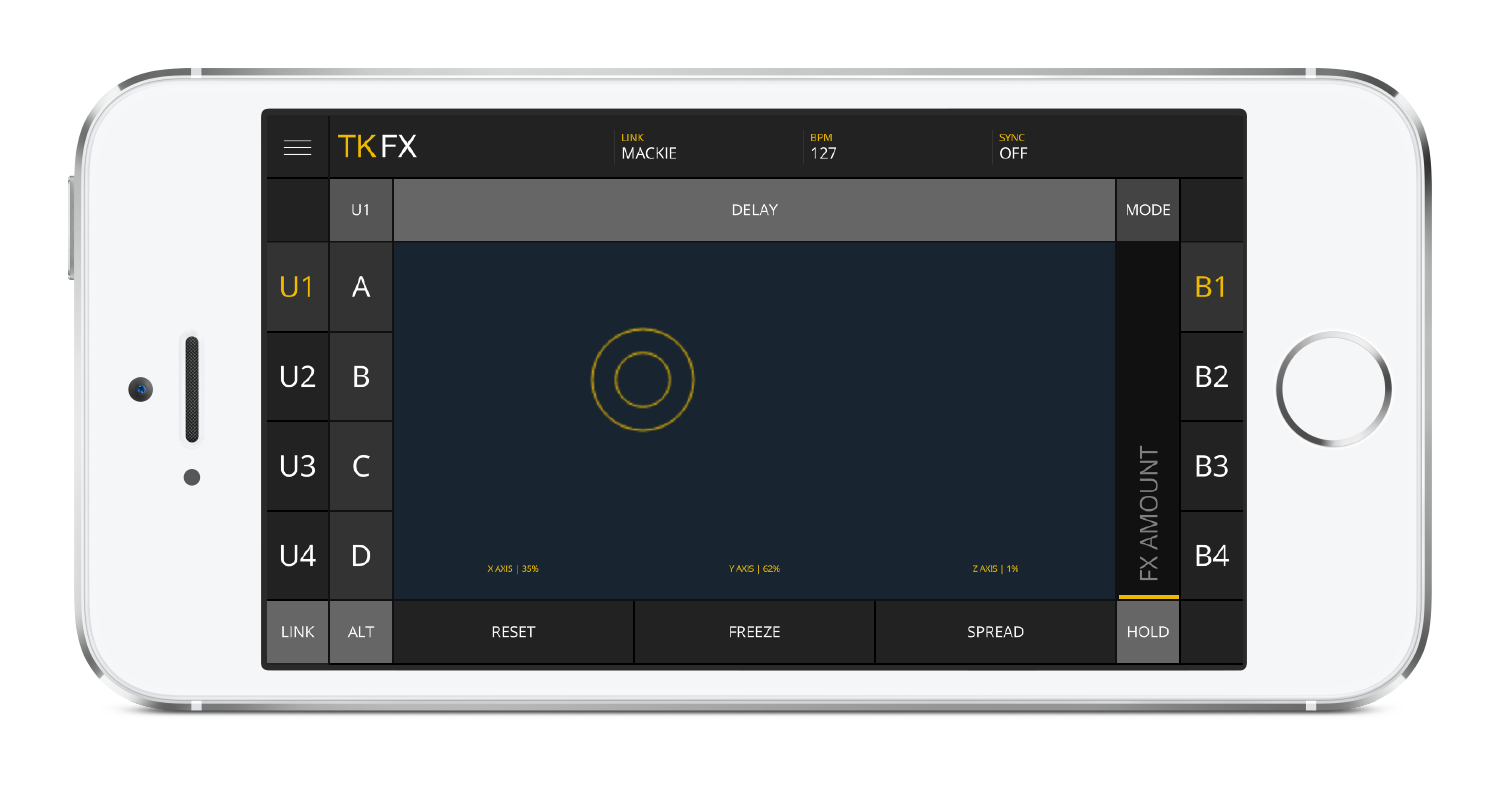 TKFX
LINK
MACKIE
BPM
127
SYNC
OFF
U1
DELAY
MODE
U1
A
B1
U2
B
B2
U3
C
B3
U4
D
B4
FX AMOUNT
X AXIS | 35%
Y AXIS | 62%
Z AXIS | 1%
LINK
ALT
RESET
FREEZE
SPREAD
HOLD